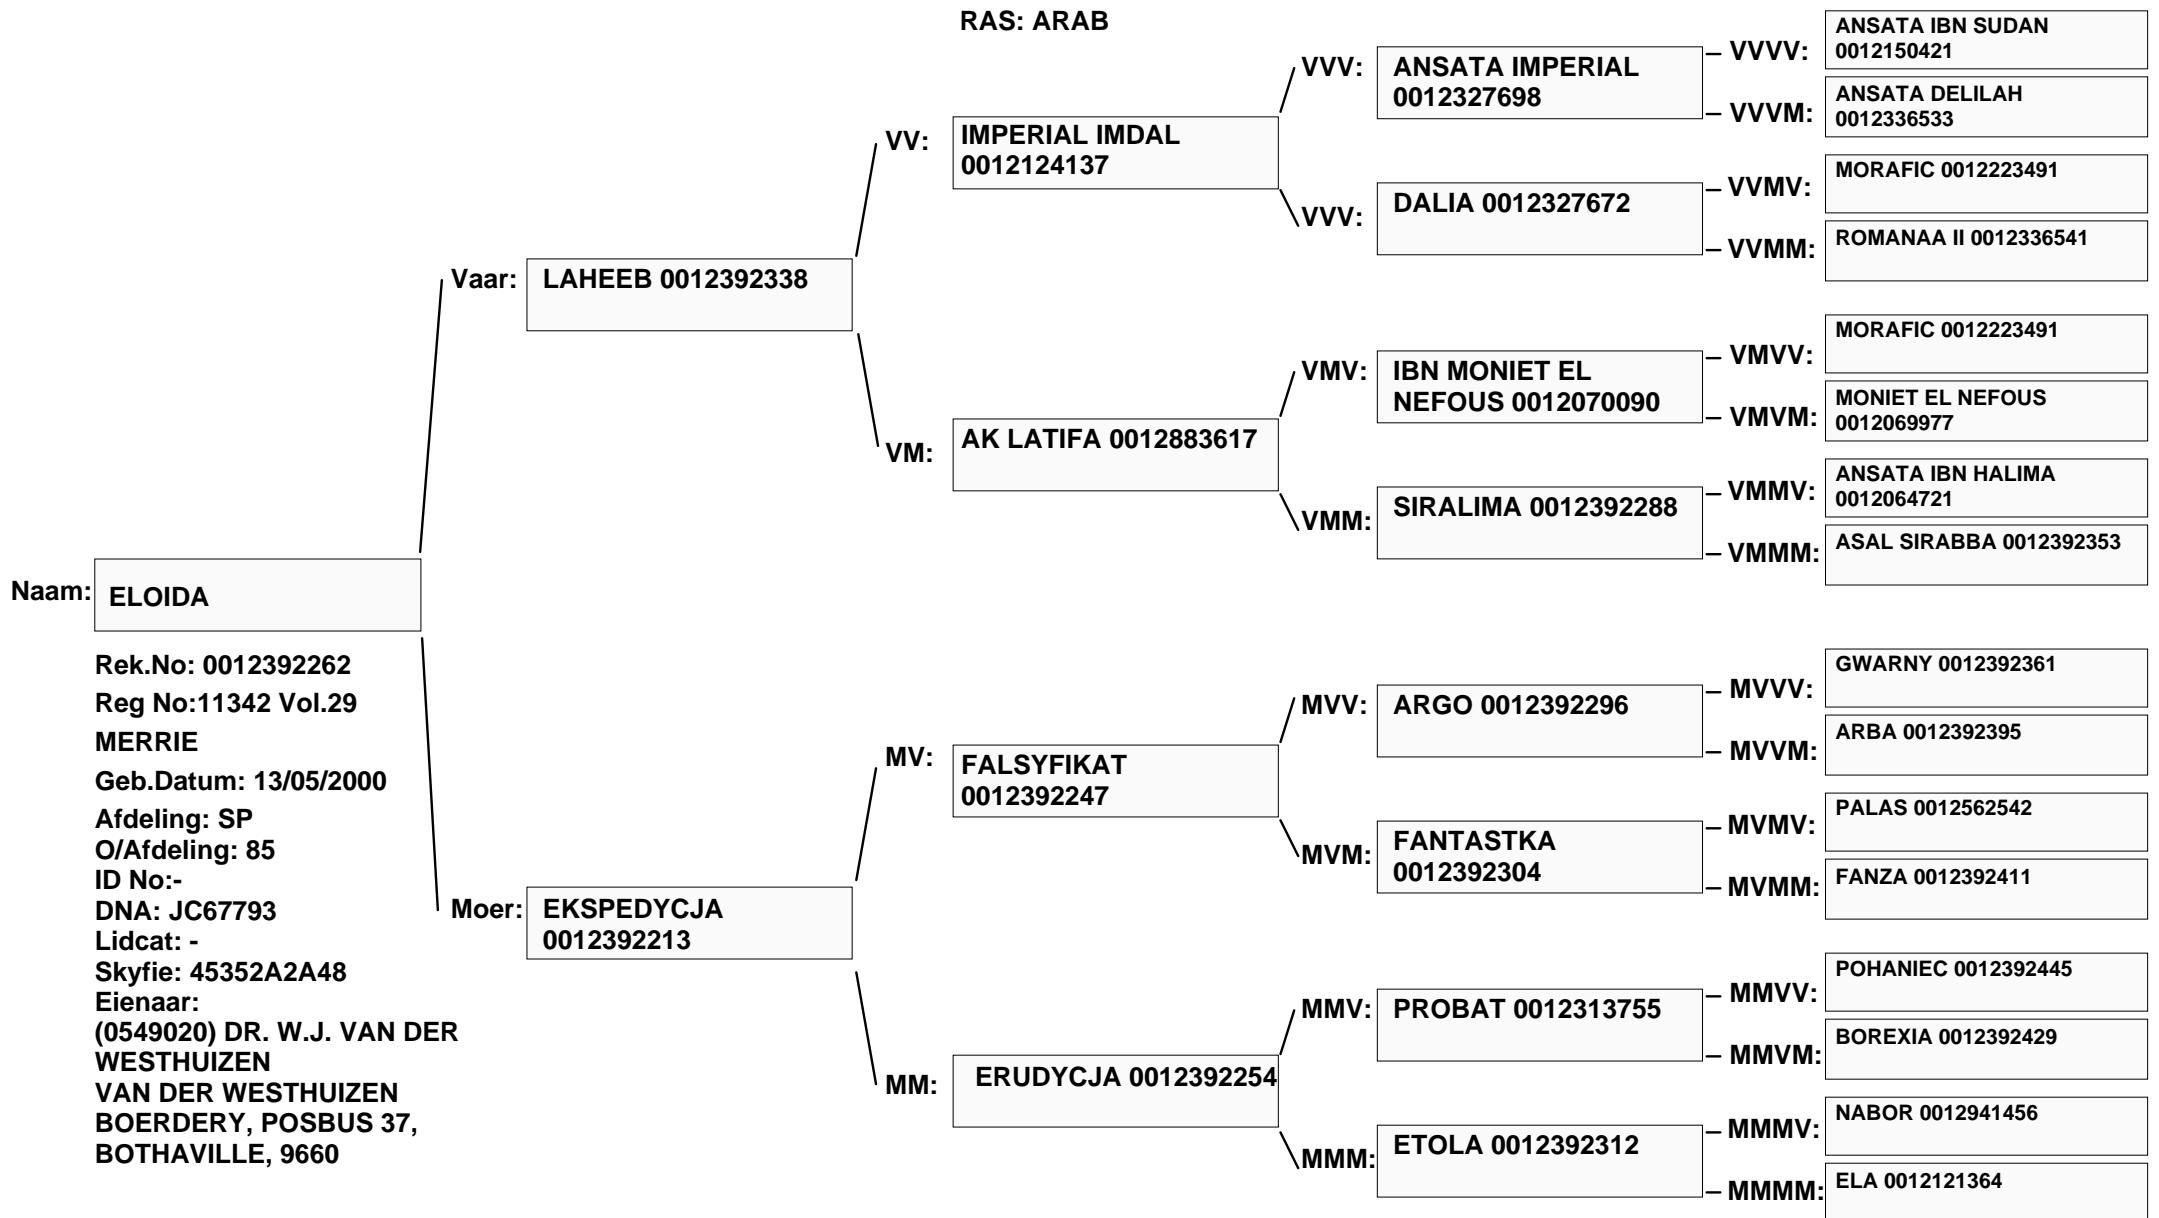 RAS: ARAB
Naam:
ELOIDA
Rek.No: 0012392262
Reg No:11342 Vol.29
MERRIE
Geb.Datum: 13/05/2000
Afdeling: SP
O/Afdeling: 85
ID No:-
DNA: JC67793
Lidcat: -
Skyfie: 45352A2A48
Eienaar:
(0549020) DR. W.J. VAN DER
WESTHUIZEN
VAN DER WESTHUIZEN
BOERDERY, POSBUS 37,
BOTHAVILLE, 9660
Vaar:
LAHEEB 0012392338
Moer:
EKSPEDYCJA
0012392213
VV:
IMPERIAL IMDAL
0012124137
VM:
AK LATIFA 0012883617
MV:
FALSYFIKAT
0012392247
MM:
ERUDYCJA 0012392254
VVV:
ANSATA IMPERIAL
0012327698
VVV:
DALIA 0012327672
VMV:
IBN MONIET EL
NEFOUS 0012070090
VMM:
SIRALIMA 0012392288
MVV:
ARGO 0012392296
MVM:
FANTASTKA
0012392304
MMV:
PROBAT 0012313755
MMM:
ETOLA 0012392312
VVVV:
ANSATA IBN SUDAN
0012150421
VVVM:
ANSATA DELILAH
0012336533
VVMV:
MORAFIC 0012223491
VVMM:
ROMANAA II 0012336541
VMVV:
MORAFIC 0012223491
VMVM:
MONIET EL NEFOUS
0012069977
VMMV:
ANSATA IBN HALIMA
0012064721
VMMM:
ASAL SIRABBA 0012392353
MVVV:
GWARNY 0012392361
MVVM:
ARBA 0012392395
MVMV:
PALAS 0012562542
MVMM:
FANZA 0012392411
MMVV:
POHANIEC 0012392445
MMVM:
BOREXIA 0012392429
MMMV:
NABOR 0012941456
MMMM:
ELA 0012121364